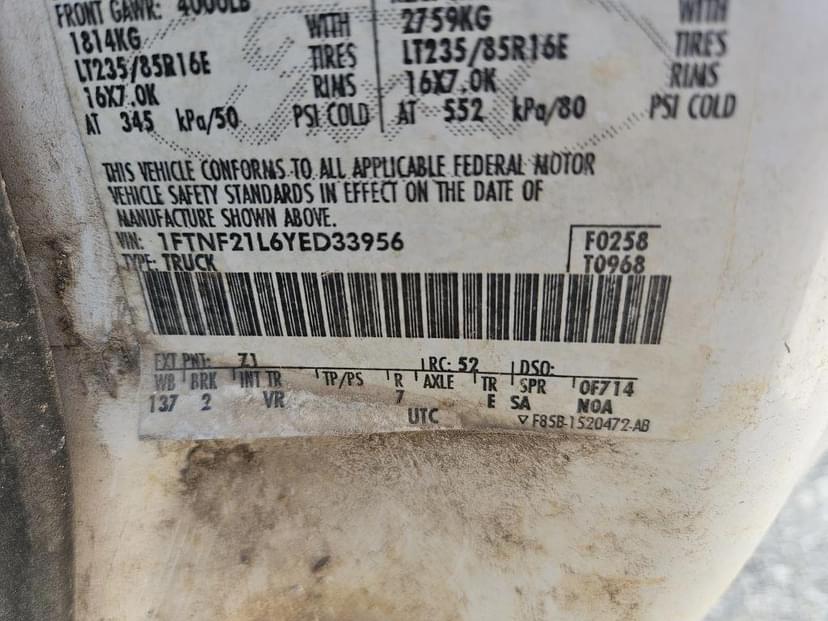 FRONT GAWR: 4000LB
1814KG WITH 2759KG WITH
LT235/85R16E TIRES LT235/85R16E TIRES
16X7.0K RIMS 16X7.0K RIMS
AT 345 kPa/50 PSI COLD AT 552 kPa/80 PSI COLD
THIS VEHICLE CONFORMS TO ALL APPLICABLE FEDERAL MOTOR
VEHICLE SAFETY STANDARDS IN EFFECT ON THE DATE OF
MANUFACTURE SHOWN ABOVE.
VIN: 1FTNF21L6YED33956 F0258
TYPE: TRUCK T0968
EXT PNT: Z1 RC: 52 DSO:
WB BRK INT TR TP/PS R AXLE TR SPR OF714
137 2 VR 7 E SA NOA
UTC ▽ F85B-1520472-AB